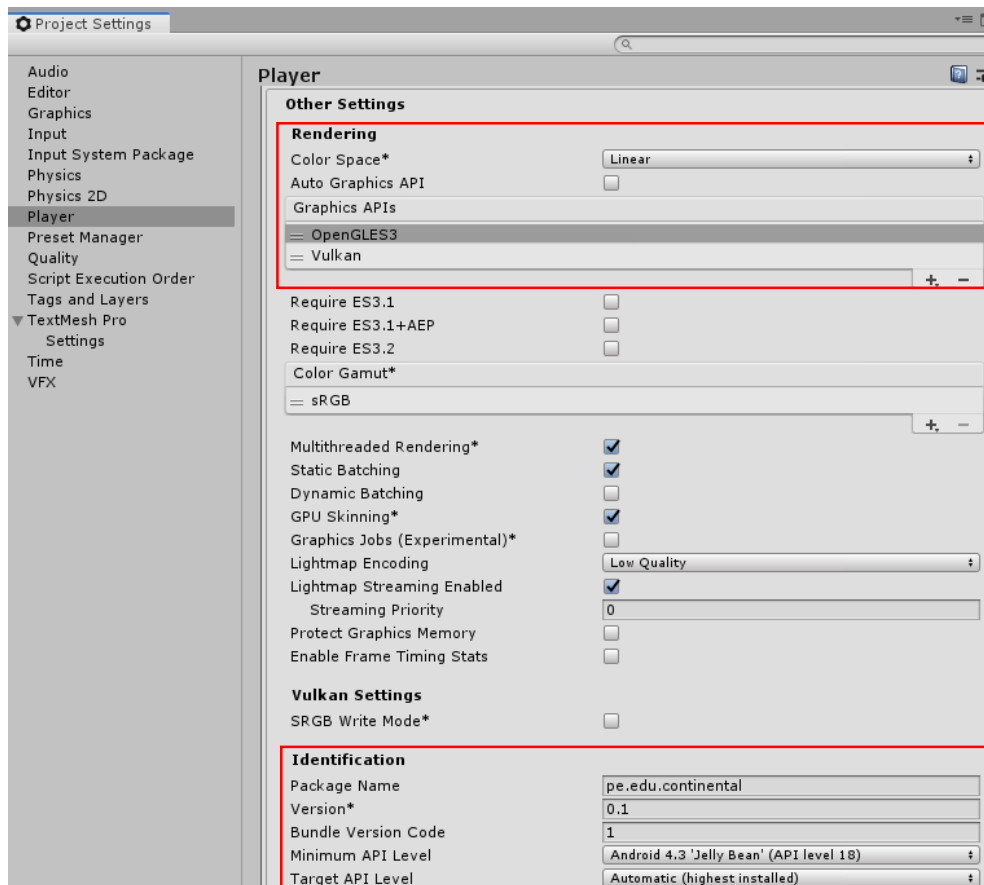 Project Settings
Audio
Editor
Graphics
Input
Input System Package
Physics
Physics 2D
Player
Preset Manager
Quality
Script Execution Order
Tags and Layers
TextMesh Pro
Settings
Time
VFX
Player
Other Settings
Rendering
Color Space* Linear
Auto Graphics API
Graphics APIs
OpenGLES3
Vulkan
Require ES3.1
Require ES3.1+AEP
Require ES3.2
Color Gamut*
sRGB
Multithreaded Rendering*
Static Batching
Dynamic Batching
GPU Skinning*
Graphics Jobs (Experimental)*
Lightmap Encoding Low Quality
Lightmap Streaming Enabled
Streaming Priority 0
Protect Graphics Memory
Enable Frame Timing Stats
Vulkan Settings
SRGB Write Mode*
Identification
Package Name pe.edu.continental
Version* 0.1
Bundle Version Code 1
Minimum API Level Android 4.3 'Jelly Bean' (API level 18)
Target API Level Automatic (highest installed)